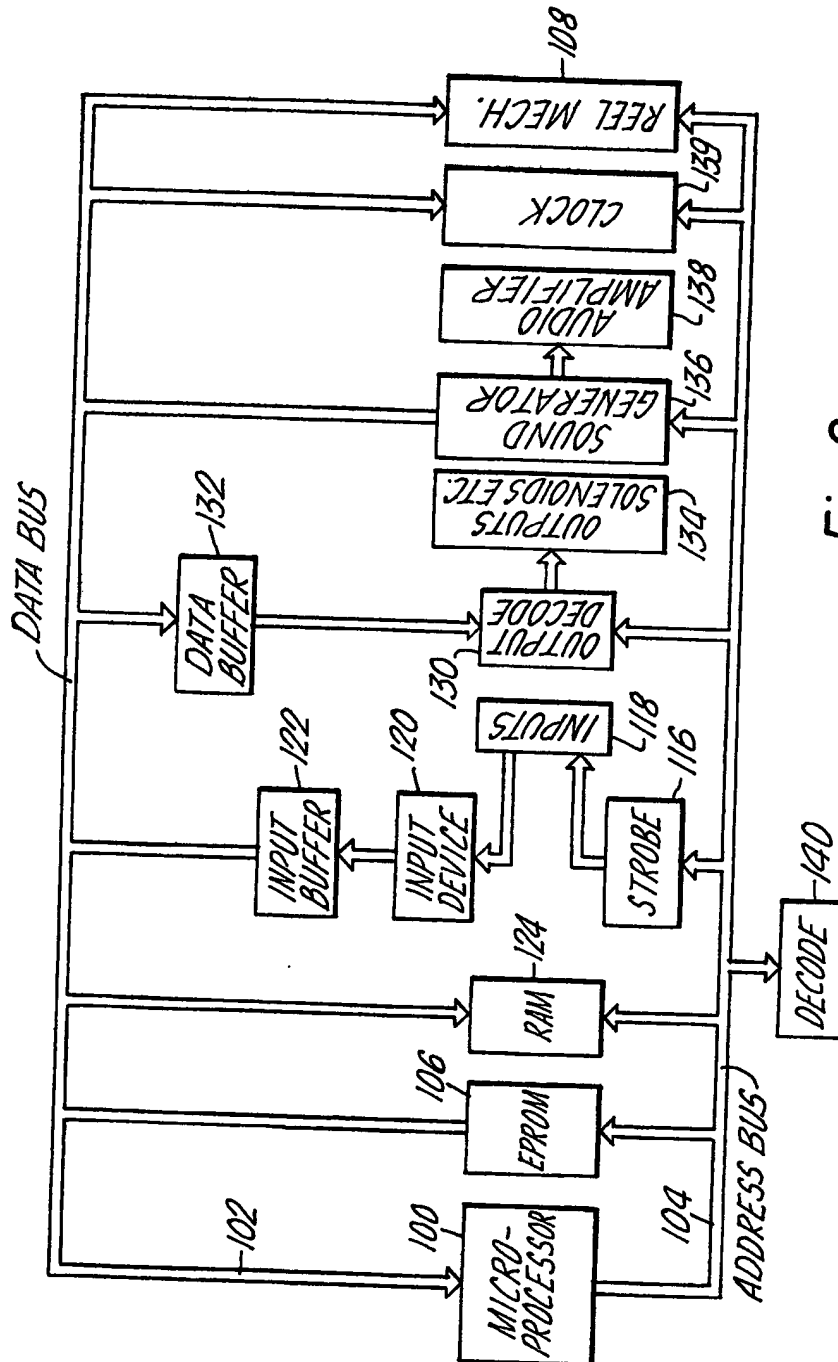 DATA BUS
102
100
MICRO-
PROCESSOR
106
EPROM
124
RAM
122
INPUT
BUFFER
120
INPUT
DEVICE
INPUTS
118
116
STROBE
132
DATA
BUFFER
130
OUTPUT
DECODE
OUTPUTS
SOLENOIDS ETC.
134
SOUND
GENERATOR
136
AUDIO
AMPLIFIER
138
CLOCK
139
REEL MECH.
108
104
ADDRESS BUS
DECODE
140